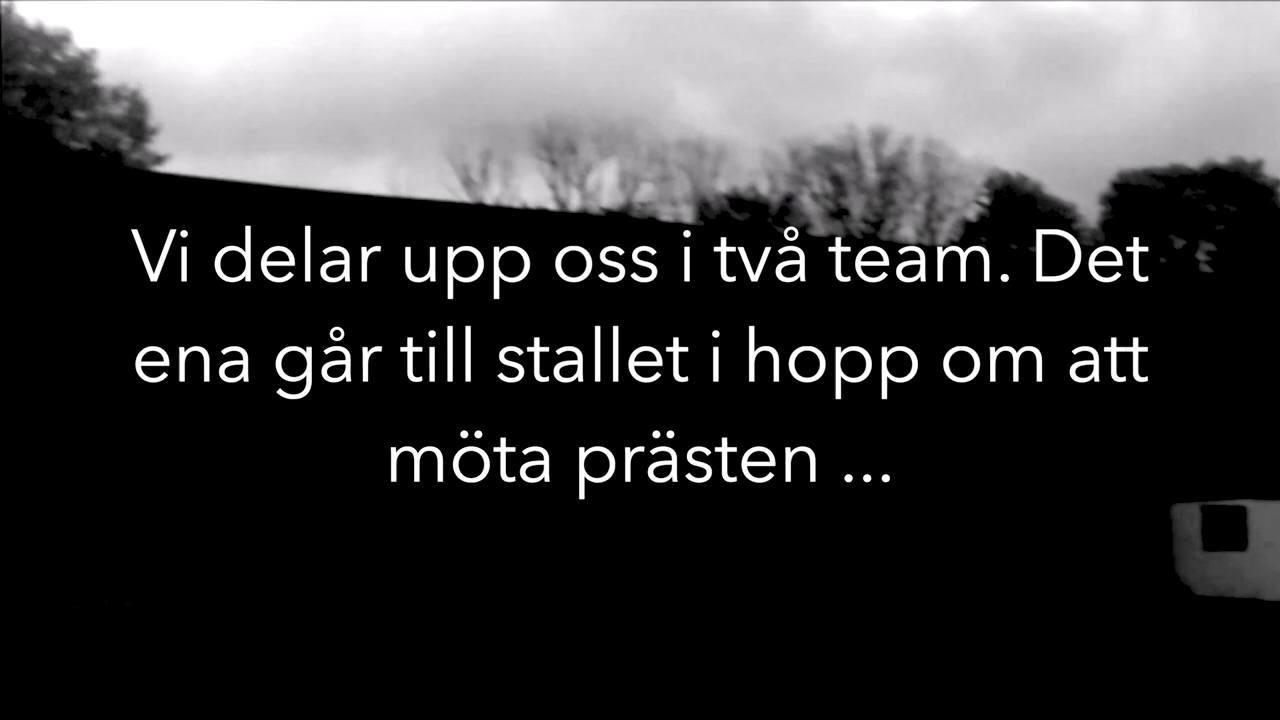 Vi delar upp oss i två team. Det
ena går till stallet i hopp om att
möta prästen ...